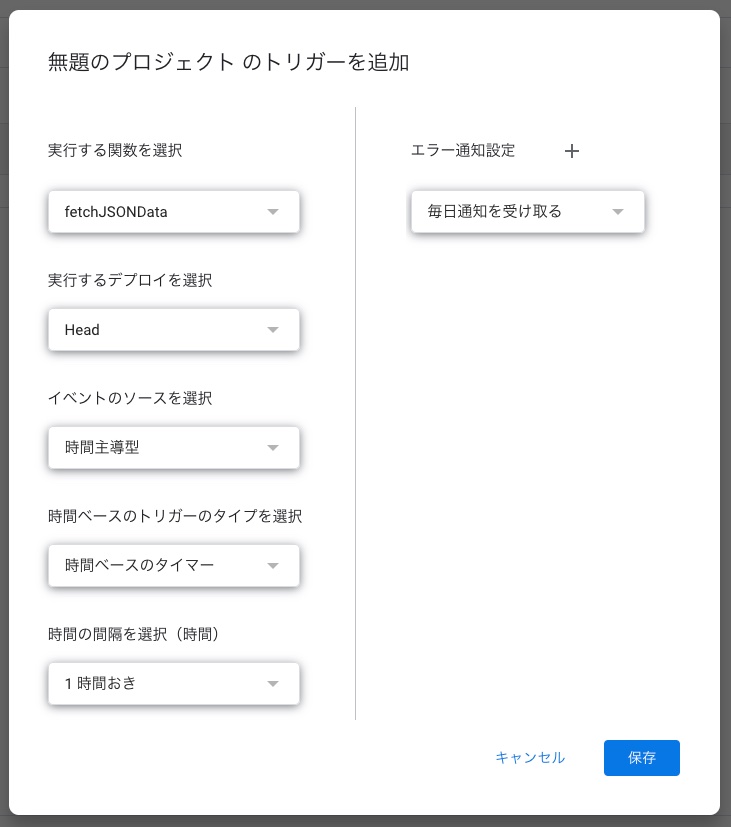 無題のプロジェクト のトリガーを追加
実行する関数を選択
fetchJSONData
実行するデプロイを選択
Head
イベントのソースを選択
時間主導型
時間ベースのトリガーのタイプを選択
時間ベースのタイマー
時間の間隔を選択（時間）
1 時間おき
エラー通知設定
毎日通知を受け取る
キャンセル
保存